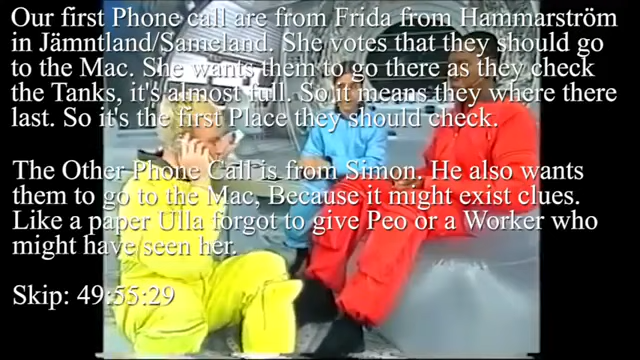 Our first Phone call are from Frida from Hammarström
in Jämntland/Sameland. She votes that they should go
to the Mac. She wants them to go there as they check
the Tanks, it's almost full. So it means they where there
last. So it's the first Place they should check.
The Other Phone Call is from Simon. He also wants
them to go to the Mac, Because it might exist clues.
Like a paper Ulla forgot to give Peo or a Worker who
might have seen her.
Skip: 49:55:29